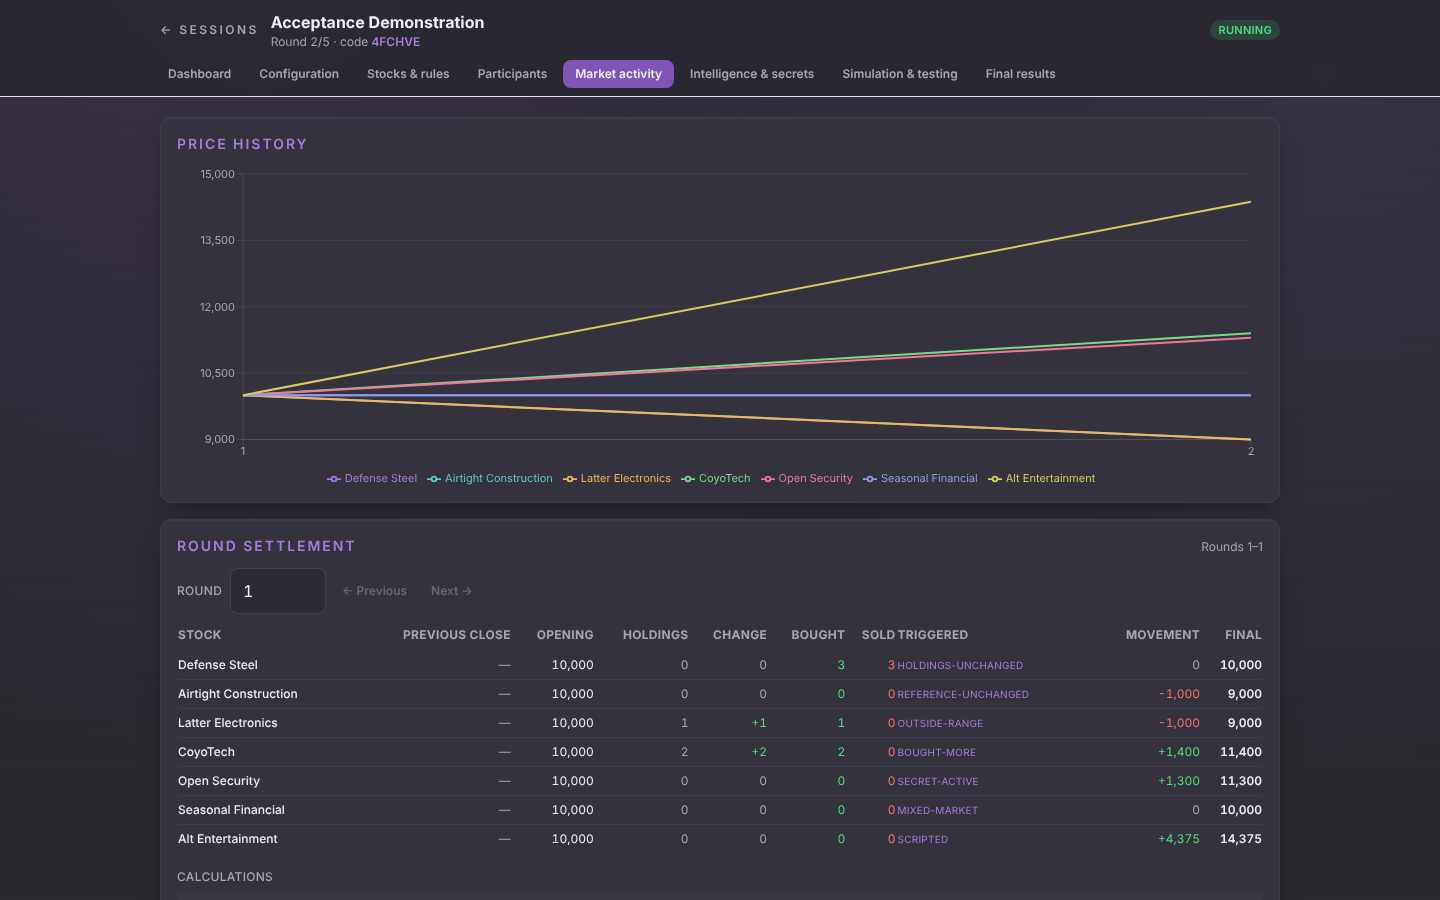 ← SESSIONS
Acceptance Demonstration
Round 2/5 · code 4FCHVE
RUNNING
Dashboard Configuration Stocks & rules Participants Market activity Intelligence & secrets Simulation & testing Final results
PRICE HISTORY
15,000
13,500
12,000
10,500
9,000
1 2
Defense Steel Airtight Construction Latter Electronics CoyoTech Open Security Seasonal Financial Alt Entertainment
ROUND SETTLEMENT Rounds 1–1
ROUND 1 ← Previous Next →
STOCK PREVIOUS CLOSE OPENING HOLDINGS CHANGE BOUGHT SOLD TRIGGERED MOVEMENT FINAL
Defense Steel — 10,000 0 0 3 3 HOLDINGS-UNCHANGED 0 10,000
Airtight Construction — 10,000 0 0 0 0 REFERENCE-UNCHANGED -1,000 9,000
Latter Electronics — 10,000 1 +1 1 0 OUTSIDE-RANGE -1,000 9,000
CoyoTech — 10,000 2 +2 2 0 BOUGHT-MORE +1,400 11,400
Open Security — 10,000 0 0 0 0 SECRET-ACTIVE +1,300 11,300
Seasonal Financial — 10,000 0 0 0 0 MIXED-MARKET 0 10,000
Alt Entertainment — 10,000 0 0 0 0 SCRIPTED +4,375 14,375
CALCULATIONS